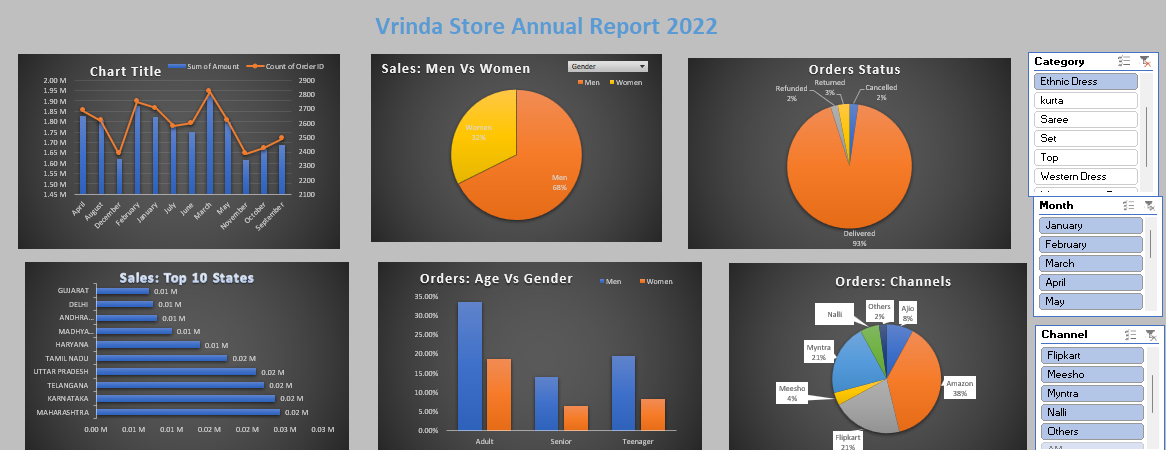 Vrinda Store Annual Report 2022
Chart Title
Sum of Amount
Count of Order ID
2.00 M
1.95 M
1.90 M
1.85 M
1.80 M
1.75 M
1.70 M
1.65 M
1.60 M
1.55 M
1.50 M
1.45 M
2900
2800
2700
2600
2500
2400
2300
2200
2100
April
August
December
February
January
July
June
March
May
November
October
September
Sales: Men Vs Women
Gender
Men
Women
Women
32%
Men
68%
Orders Status
Refunded
2%
Returned
3%
Cancelled
2%
Delivered
93%
Category
Ethnic Dress
kurta
Saree
Set
Top
Western Dress
Month
January
February
March
April
May
Sales: Top 10 States
GUJARAT 0.01 M
DELHI 0.01 M
ANDHRA... 0.01 M
MADHYA... 0.01 M
HARYANA 0.01 M
TAMIL NADU 0.02 M
UTTAR PRADESH 0.02 M
TELANGANA 0.02 M
KARNATAKA 0.02 M
MAHARASHTRA 0.02 M
0.00 M 0.01 M 0.01 M 0.02 M 0.02 M 0.03 M 0.03 M
Orders: Age Vs Gender
Men
Women
35.00%
30.00%
25.00%
20.00%
15.00%
10.00%
5.00%
0.00%
Adult
Senior
Teenager
Orders: Channels
Nalli
Others
2%
Ajio
8%
Myntra
21%
Meesho
4%
Amazon
38%
Flipkart
21%
Channel
Flipkart
Meesho
Myntra
Nalli
Others